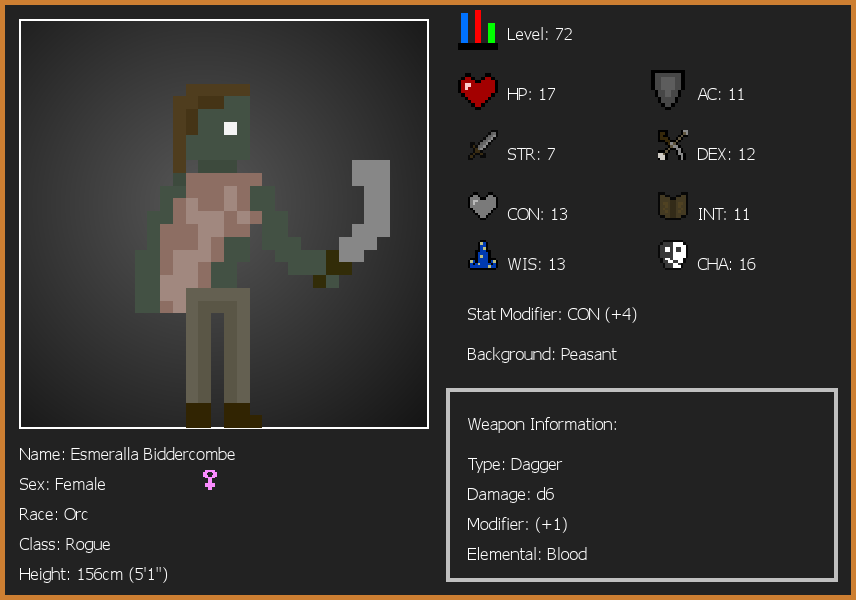 Level: 72
HP: 17
AC: 11
STR: 7
DEX: 12
CON: 13
INT: 11
WIS: 13
CHA: 16
Stat Modifier: CON (+4)
Background: Peasant
Weapon Information:
Type: Dagger
Damage: d6
Modifier: (+1)
Elemental: Blood
Name: Esmeralla Biddercombe
Sex: Female
Race: Orc
Class: Rogue
Height: 156cm (5'1")